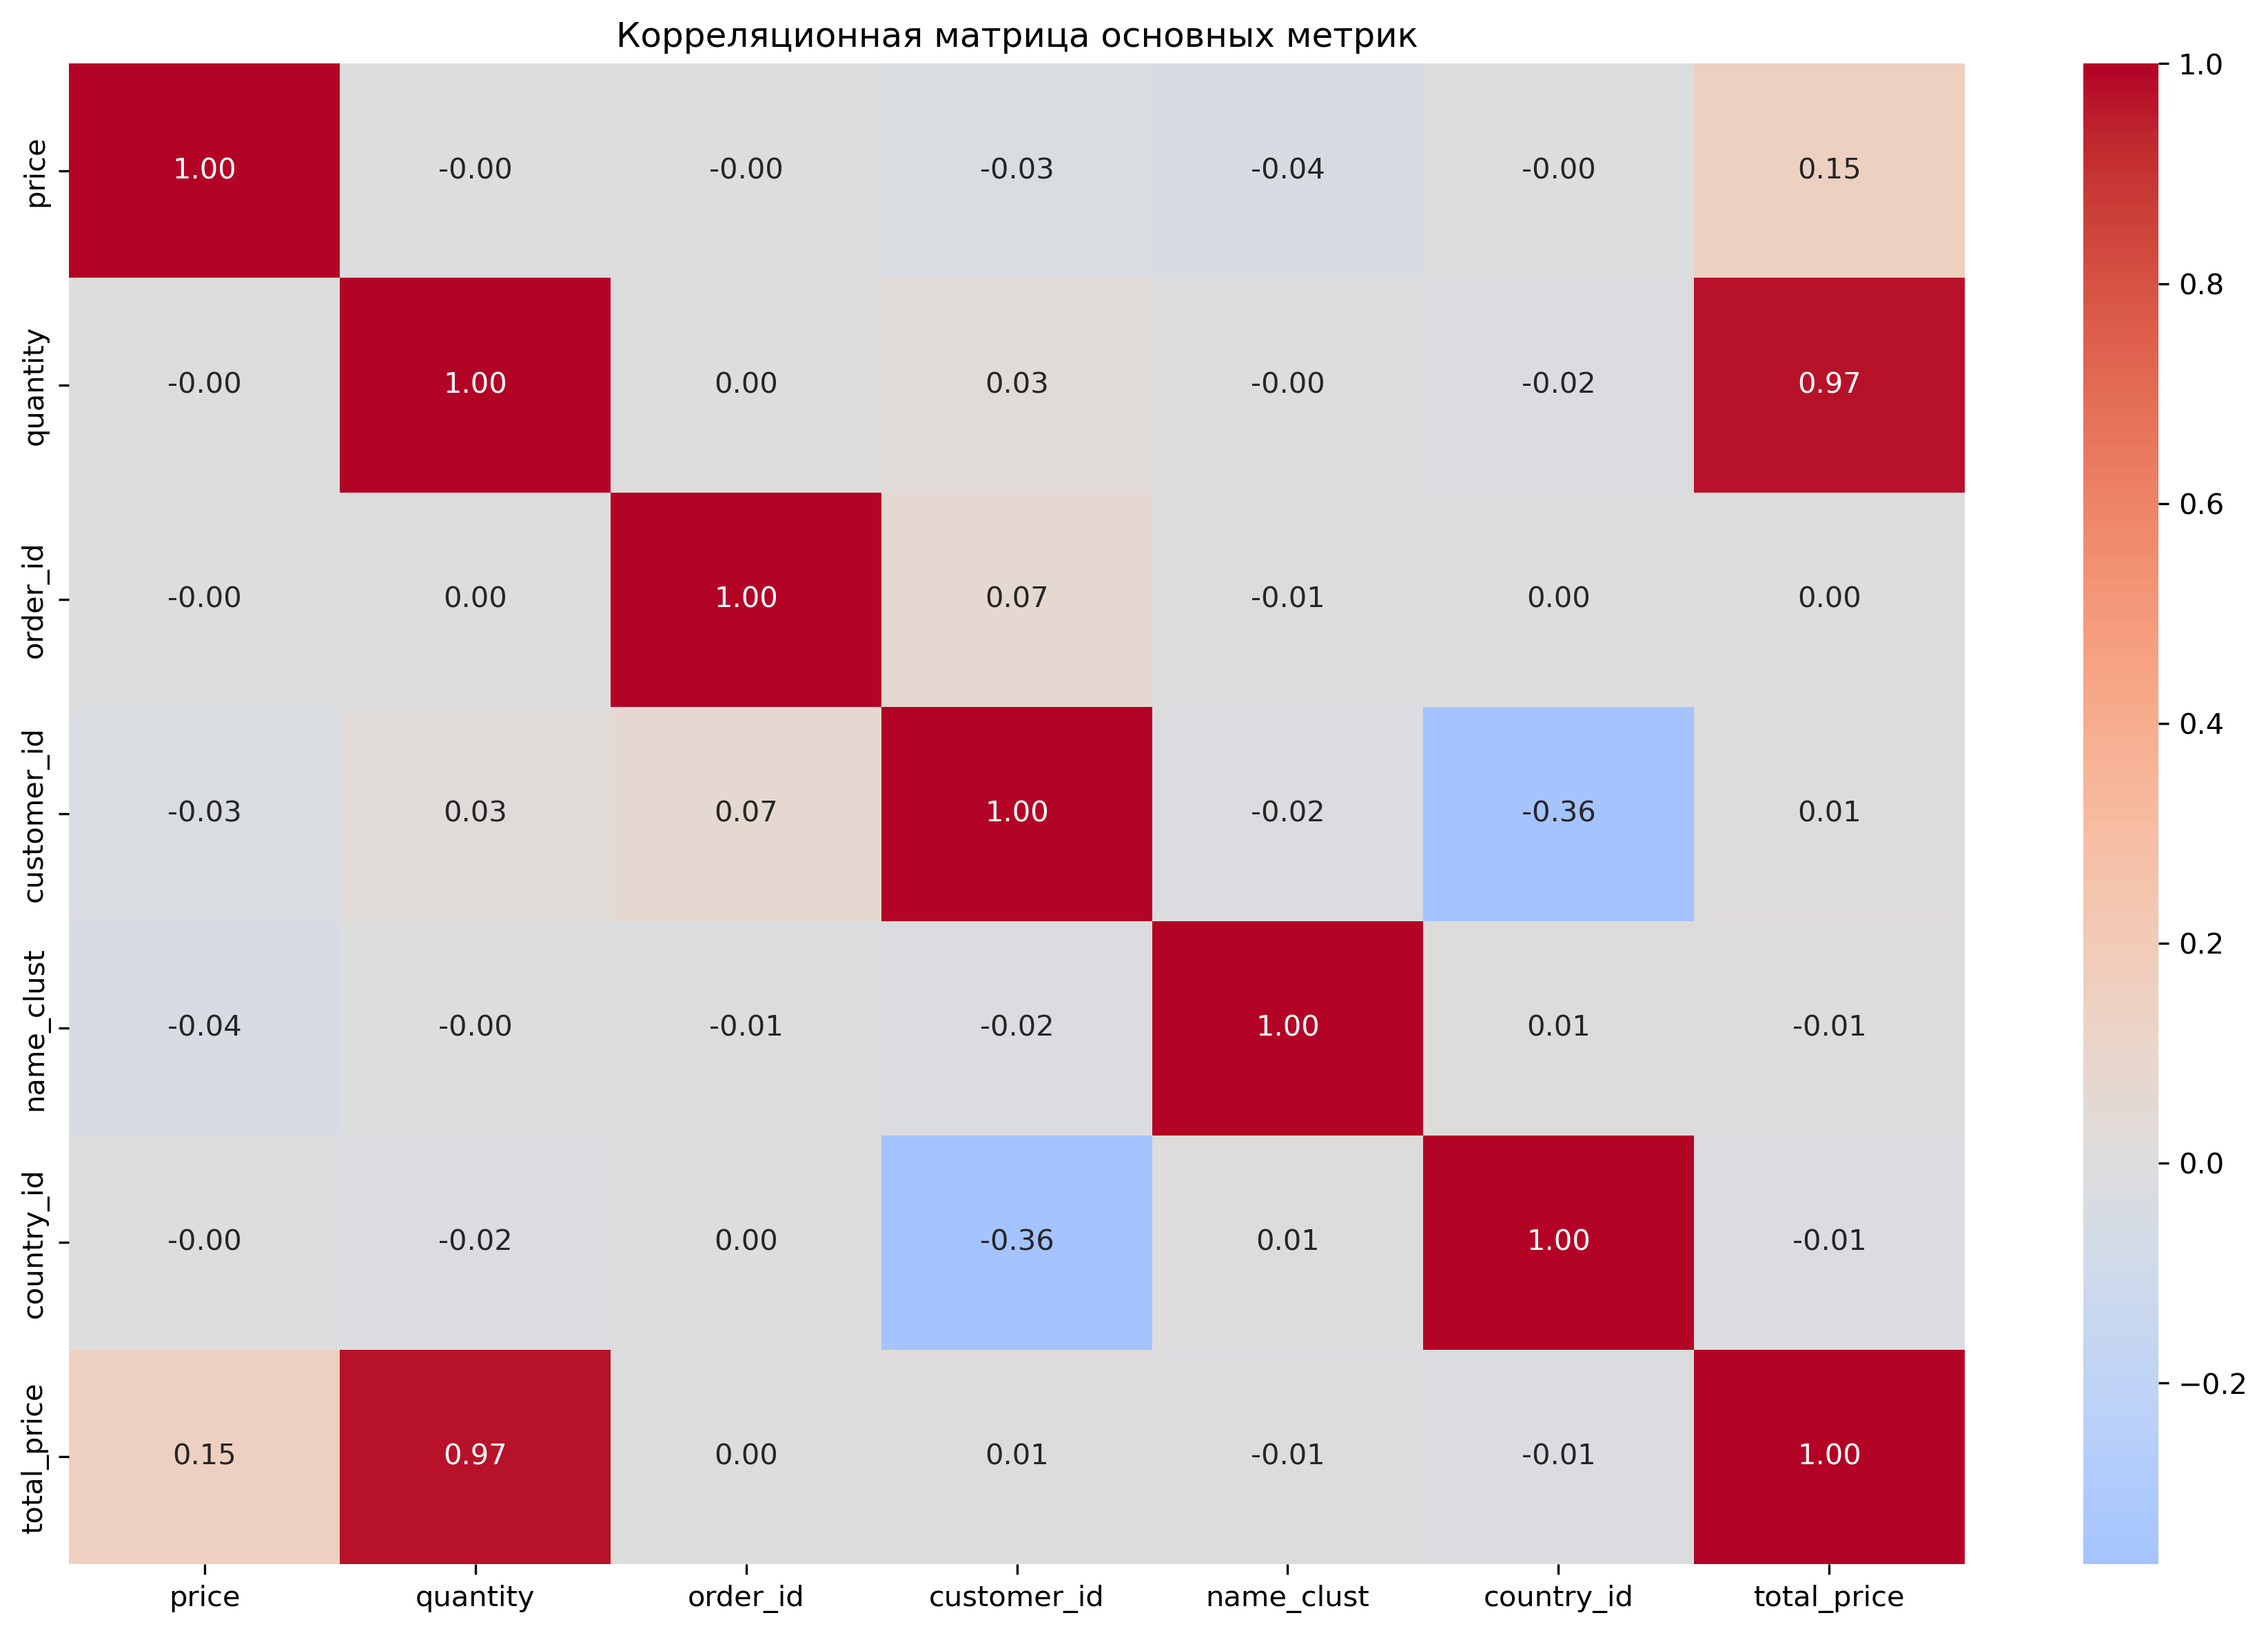 Корреляционная матрица основных метрик
price 1.00 -0.00 -0.00 -0.03 -0.04 -0.00 0.15
quantity -0.00 1.00 0.00 0.03 -0.00 -0.02 0.97
order_id -0.00 0.00 1.00 0.07 -0.01 0.00 0.00
customer_id -0.03 0.03 0.07 1.00 -0.02 -0.36 0.01
name_clust -0.04 -0.00 -0.01 -0.02 1.00 0.01 -0.01
country_id -0.00 -0.02 0.00 -0.36 0.01 1.00 -0.01
total_price 0.15 0.97 0.00 0.01 -0.01 -0.01 1.00
price quantity order_id customer_id name_clust country_id total_price
1.0
0.8
0.6
0.4
0.2
0.0
−0.2